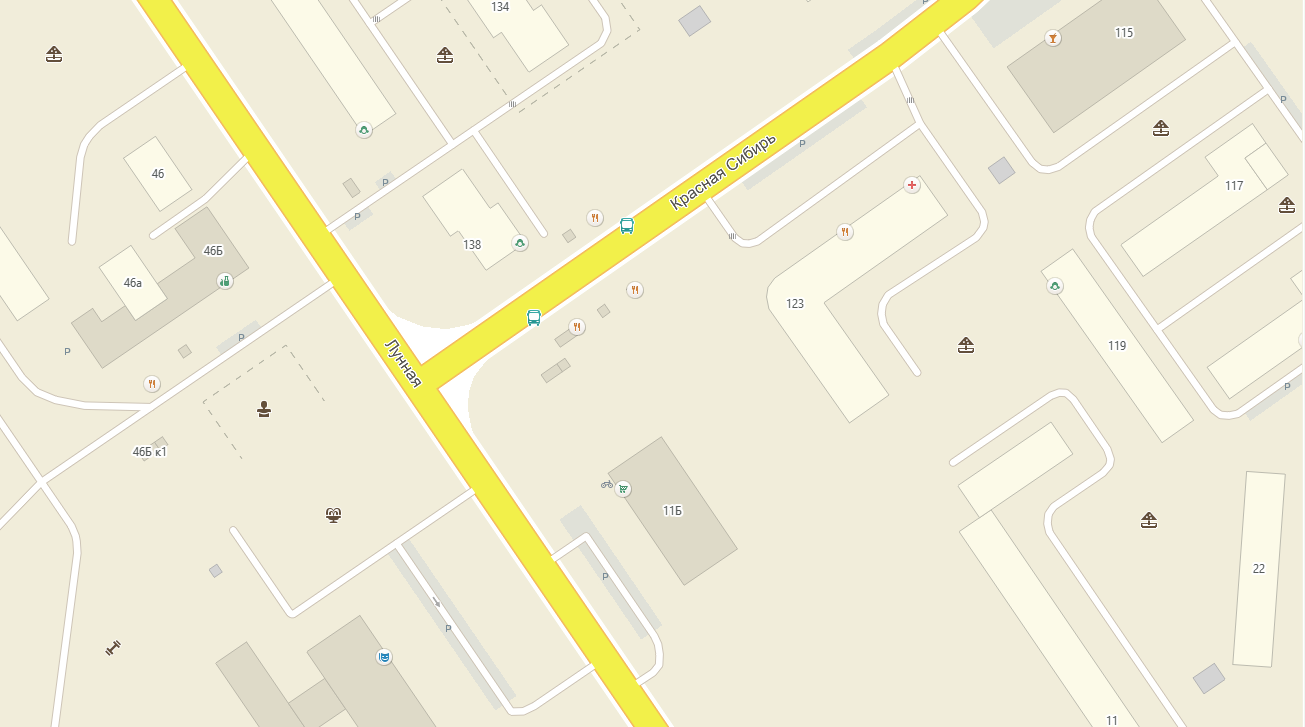 134
115
46
Красная Сибирь
P
P
P
P
117
138
46Б
46а
123
P
P
Лунная
119
P
46Б к1
11Б
P
22
P
11